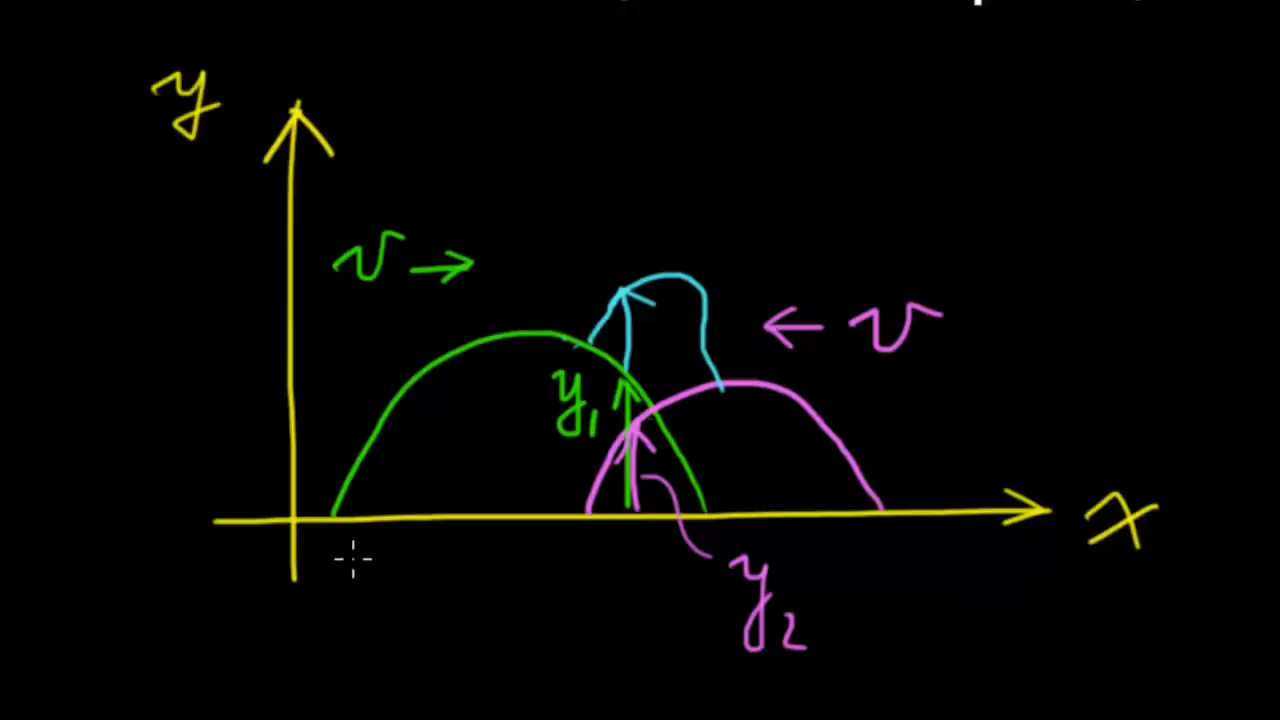 y
v →
← v
y₁
x
y₂